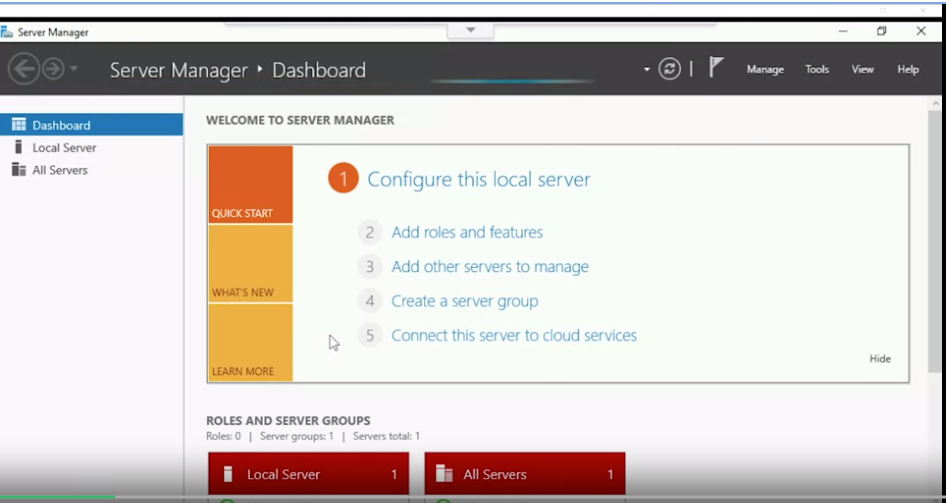 Server Manager
Server Manager ‣ Dashboard
Manage Tools View Help
Dashboard
Local Server
All Servers
WELCOME TO SERVER MANAGER
QUICK START
WHAT'S NEW
LEARN MORE
1 Configure this local server
2 Add roles and features
3 Add other servers to manage
4 Create a server group
5 Connect this server to cloud services
Hide
ROLES AND SERVER GROUPS
Roles: 0 | Server groups: 1 | Servers total: 1
Local Server 1
All Servers 1